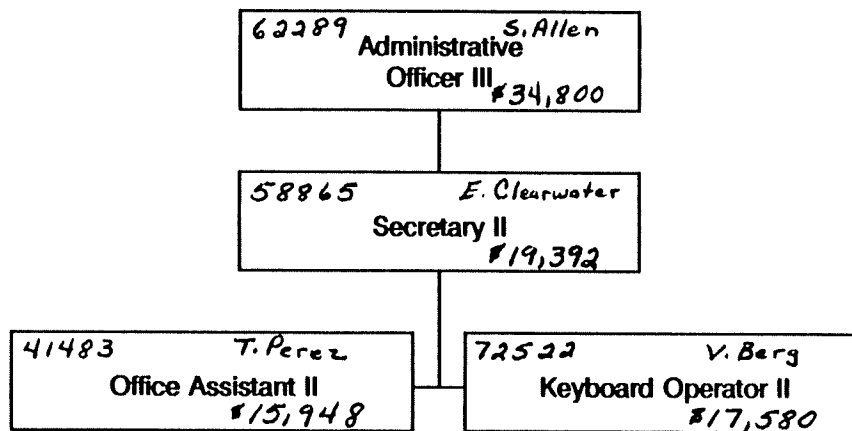 62289 S. Allen
Administrative
Officer III
$34,800
58865 E. Clearwater
Secretary II
$19,392
41483 T. Perez
Office Assistant II
$15,948
72522 V. Berg
Keyboard Operator II
$17,580